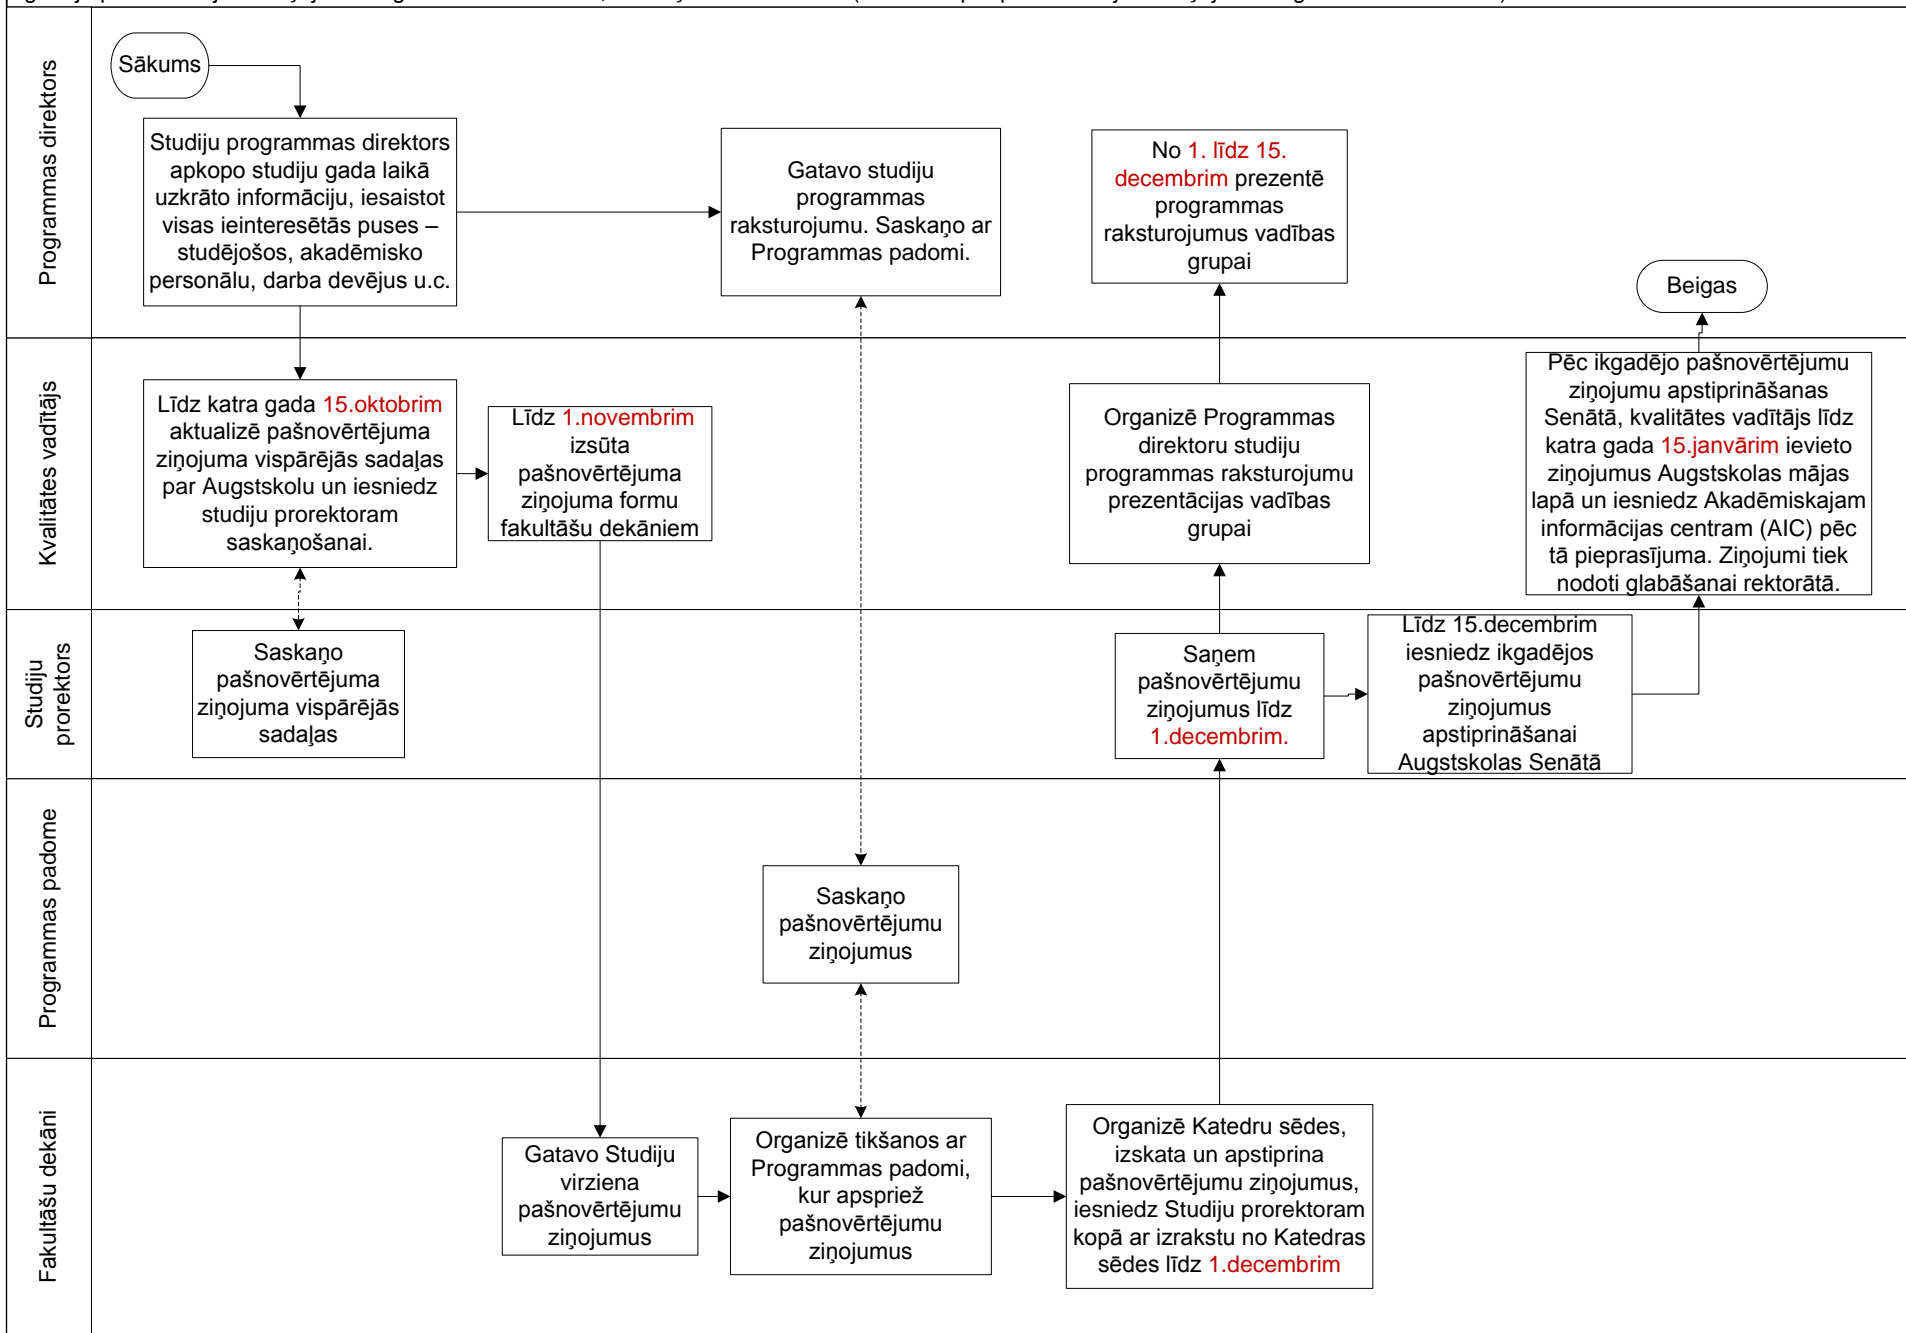 Programmas direktors
Sākums
Studiju programmas direktors
apkopo studiju gada laikā
uzkrāto informāciju, iesaistot
visas ieinteresētās puses –
studējošos, akadēmisko
personālu, darba devējus u.c.
Gatavo studiju
programmas
raksturojumu. Saskaņo ar
Programmas padomi.
No 1. līdz 15.
decembrim prezentē
programmas
raksturojumus vadības
grupai
Beigas
Kvalitātes vadītājs
Līdz katra gada 15.oktobrim
aktualizē pašnovērtējuma
ziņojuma vispārējās sadaļas
par Augstskolu un iesniedz
studiju prorektoram
saskaņošanai.
Līdz 1.novembrim
izsūta
pašnovērtējuma
ziņojuma formu
fakultāšu dekāniem
Organizē Programmas
direktoru studiju
programmas raksturojumu
prezentācijas vadības
grupai
Pēc ikgadējo pašnovērtējumu
ziņojumu apstiprināšanas
Senātā, kvalitātes vadītājs līdz
katra gada 15.janvārim ievieto
ziņojumus Augstskolas mājas
lapā un iesniedz Akadēmiskajam
informācijas centram (AIC) pēc
tā pieprasījuma. Ziņojumi tiek
nodoti glabāšanai rektorātā.
Studiju
prorektors
Saskaņo
pašnovērtējuma
ziņojuma vispārējās
sadaļas
Saņem
pašnovērtējumu
ziņojumus līdz
1.decembrim.
Līdz 15.decembrim
iesniedz ikgadējos
pašnovērtējumu
ziņojumus
apstiprināšanai
Augstskolas Senātā
Programmas padome
Saskaņo
pašnovērtējumu
ziņojumus
Fakultāšu dekāni
Gatavo Studiju
virziena
pašnovērtējumu
ziņojumus
Organizē tikšanos ar
Programmas padomi,
kur apspriež
pašnovērtējumu
ziņojumus
Organizē Katedru sēdes,
izskata un apstiprina
pašnovērtējumu ziņojumus,
iesniedz Studiju prorektoram
kopā ar izrakstu no Katedras
sēdes līdz 1.decembrim